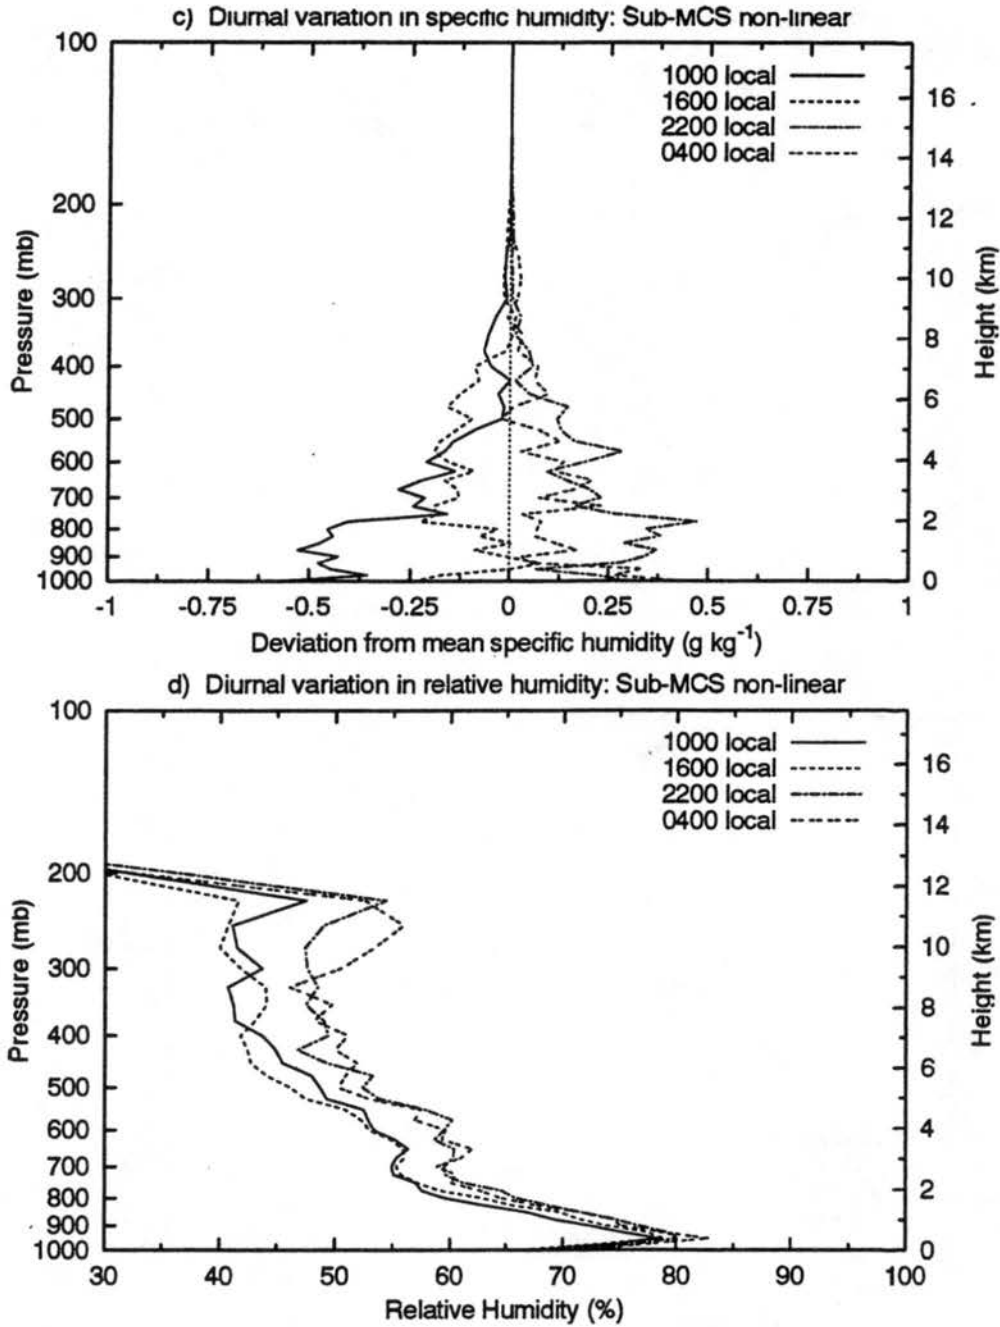 c) Diurnal variation in specific humidity: Sub-MCS non-linear
100
200
300
400
500
600
700
800
900
1000
Pressure (mb)
1000 local
1600 local
2200 local
0400 local
16
14
12
10
8
6
4
2
0
Height (km)
-1 -0.75 -0.5 -0.25 0 0.25 0.5 0.75 1
Deviation from mean specific humidity (g kg⁻¹)
d) Diurnal variation in relative humidity: Sub-MCS non-linear
100
200
300
400
500
600
700
800
900
1000
Pressure (mb)
1000 local
1600 local
2200 local
0400 local
16
14
12
10
8
6
4
2
0
Height (km)
30 40 50 60 70 80 90 100
Relative Humidity (%)